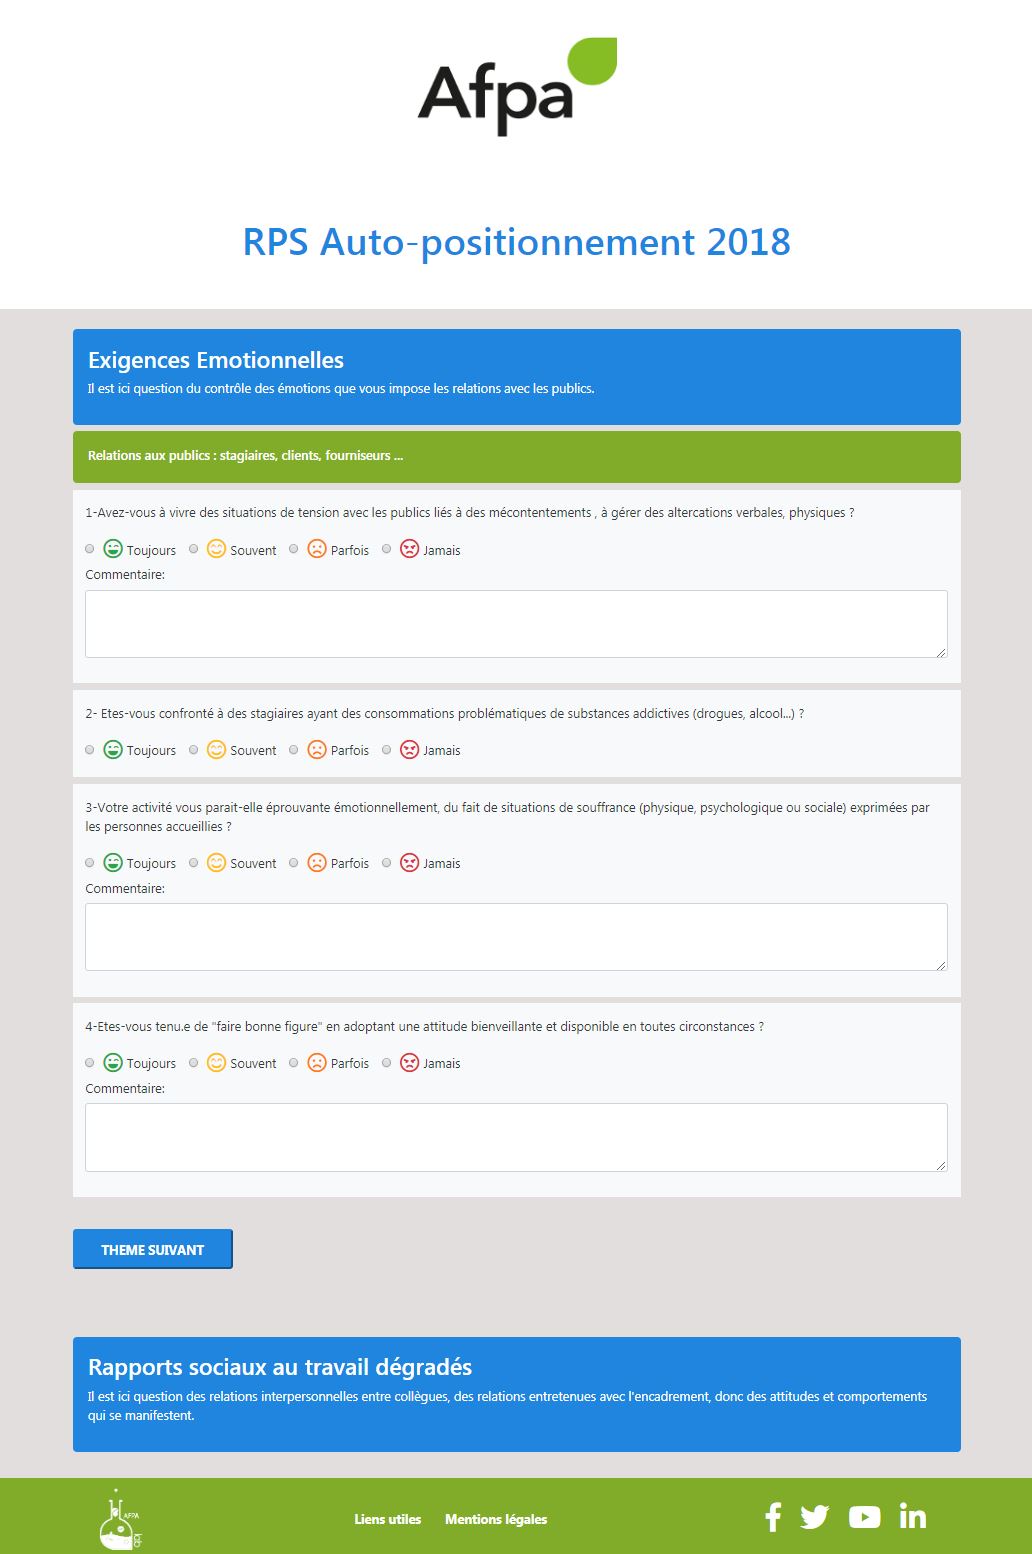 Afpa
RPS Auto-positionnement 2018
Exigences Emotionnelles
Il est ici question du contrôle des émotions que vous impose les relations avec les publics.
Relations aux publics : stagiaires, clients, fourniseurs ...
1-Avez-vous à vivre des situations de tension avec les publics liés à des mécontentements , à gérer des altercations verbales, physiques ?
Toujours Souvent Parfois Jamais
Commentaire:
2- Etes-vous confronté à des stagiaires ayant des consommations problématiques de substances addictives (drogues, alcool...) ?
Toujours Souvent Parfois Jamais
3-Votre activité vous parait-elle éprouvante émotionnellement, du fait de situations de souffrance (physique, psychologique ou sociale) exprimées par
les personnes accueillies ?
Toujours Souvent Parfois Jamais
Commentaire:
4-Etes-vous tenu.e de "faire bonne figure" en adoptant une attitude bienveillante et disponible en toutes circonstances ?
Toujours Souvent Parfois Jamais
Commentaire:
THEME SUIVANT
Rapports sociaux au travail dégradés
Il est ici question des relations interpersonnelles entre collègues, des relations entretenues avec l'encadrement, donc des attitudes et comportements
qui se manifestent.
AFPA
Liens utiles Mentions légales